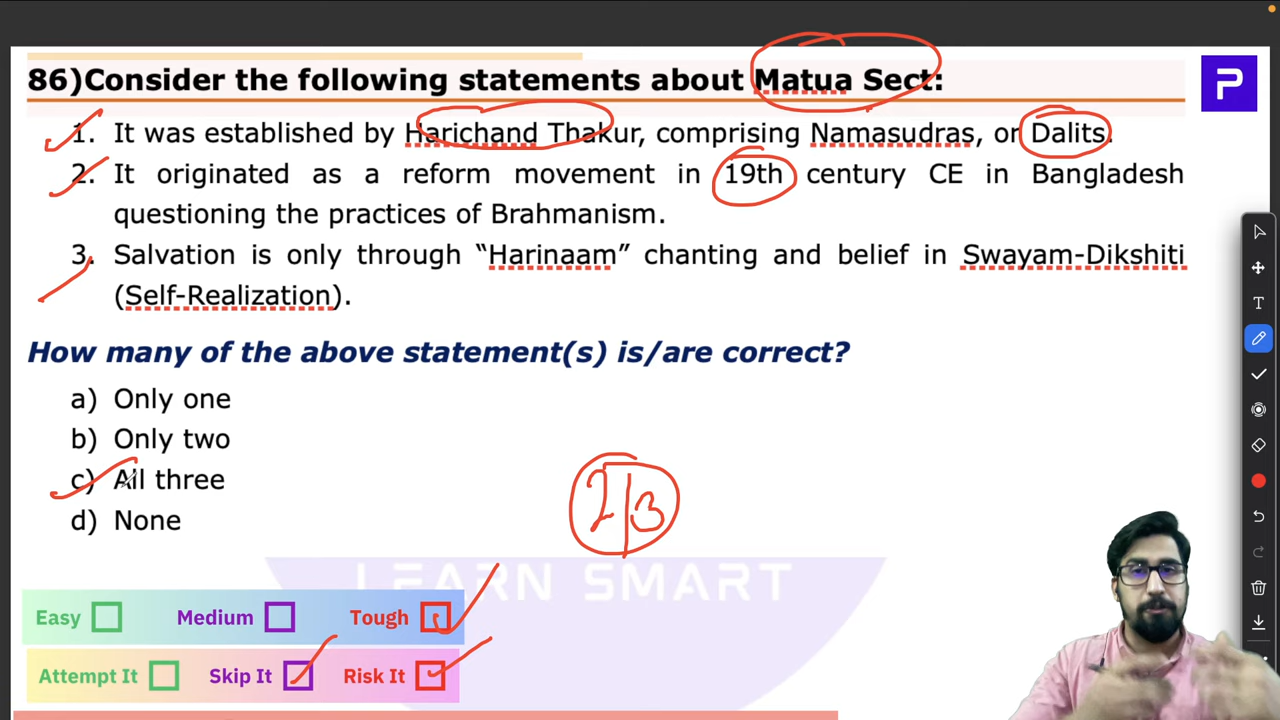 86)Consider the following statements about Matua Sect:
P
1. It was established by Harichand Thakur, comprising Namasudras, or Dalits.
2. It originated as a reform movement in 19th century CE in Bangladesh
questioning the practices of Brahmanism.
3. Salvation is only through “Harinaam” chanting and belief in Swayam-Dikshiti
(Self-Realization).
How many of the above statement(s) is/are correct?
a) Only one
b) Only two
c) All three
d) None
2|3
LEARN SMART
Easy Medium Tough
Attempt It Skip It Risk It
T